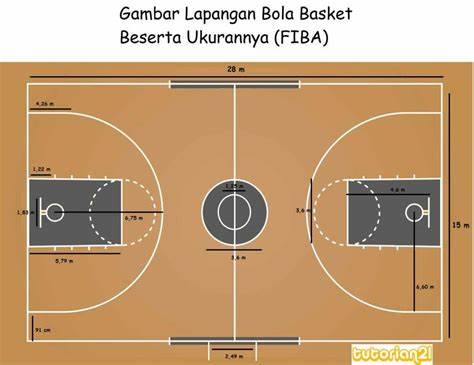 Gambar Lapangan Bola Basket
Beserta Ukurannya (FIBA)
28 m
4,26 m
1,22 m
1,25 m
4,6 m
1,83 m
6,75 m
3,6 m
15 m
3,6 m
5,79 m
6,60 m
91 cm
2,49 m
tutorian21